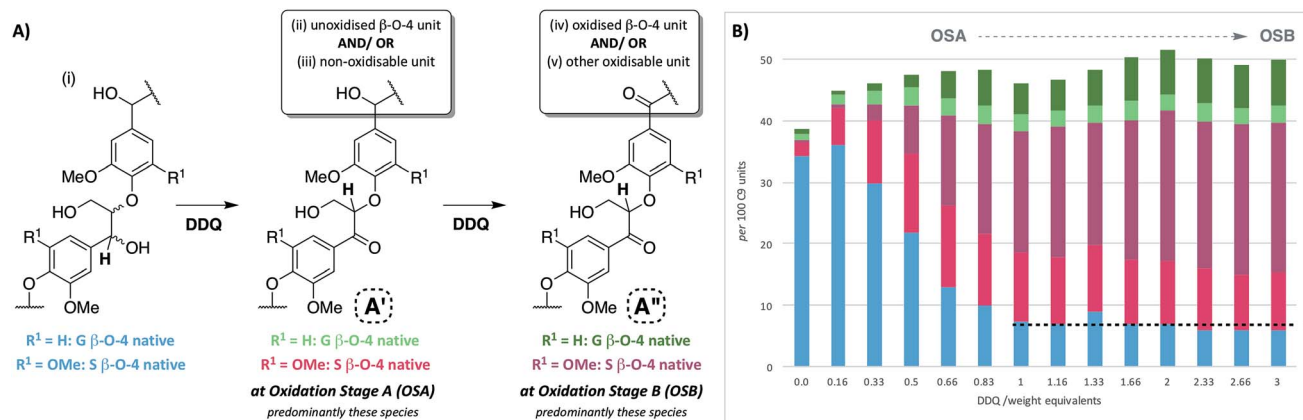 A)
(i)
HO
MeO
R¹
O
HO
R¹
OH
H
O
OMe
R¹ = H: G β-O-4 native
R¹ = OMe: S β-O-4 native
DDQ
(ii) unoxidised β-O-4 unit
AND/ OR
(iii) non-oxidisable unit
HO
MeO
R¹
H
O
HO
R¹
O
O
OMe
A'
R¹ = H: G β-O-4 native
R¹ = OMe: S β-O-4 native
at Oxidation Stage A (OSA)
predominantly these species
DDQ
(iv) oxidised β-O-4 unit
AND/ OR
(v) other oxidisable unit
O
MeO
R¹
H
O
HO
R¹
O
O
OMe
A"
R¹ = H: G β-O-4 native
R¹ = OMe: S β-O-4 native
at Oxidation Stage B (OSB)
predominantly these species
B)
OSA
OSB
per 100 C9 units
50
40
30
20
10
0
0.0 0.16 0.33 0.5 0.66 0.83 1 1.16 1.33 1.66 2 2.33 2.66 3
DDQ /weight equivalents